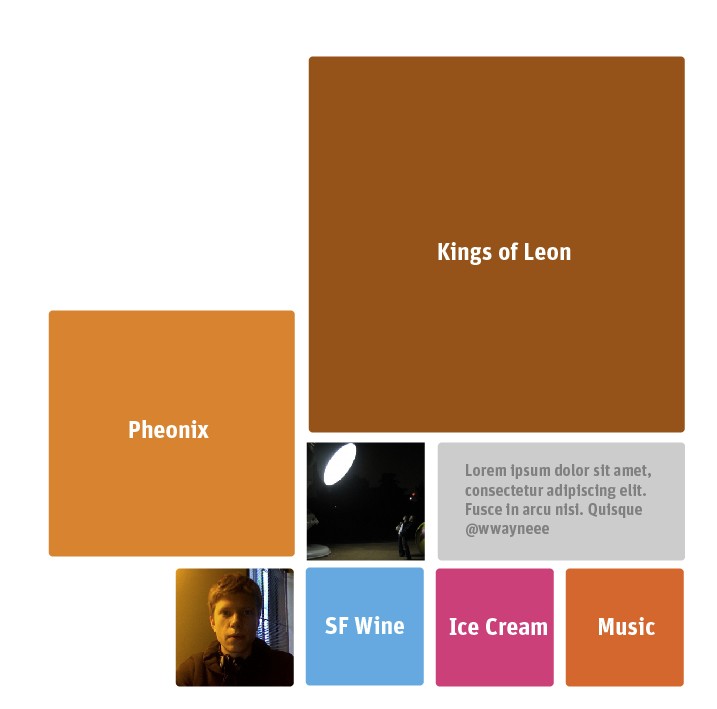 Kings of Leon
Pheonix
Lorem ipsum dolor sit amet,
consectetur adipiscing elit.
Fusce in arcu nisi. Quisque
@wwayneee
SF Wine
Ice Cream
Music